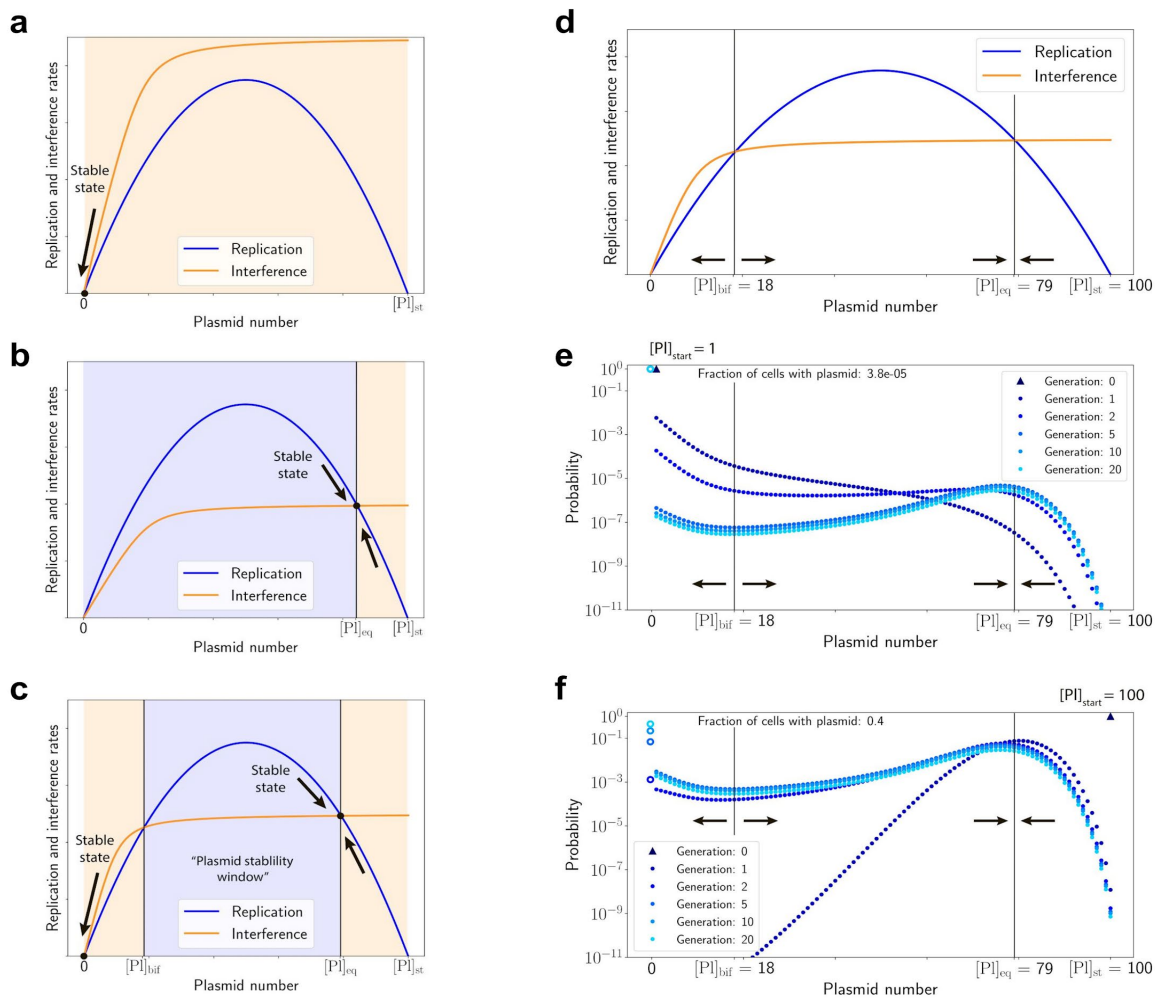 a
Replication and interference rates
Stable
state
Replication
Interference
0
[Pl]st
Plasmid number
b
Replication and interference rates
Stable
state
Replication
Interference
0
[Pl]eq
[Pl]st
Plasmid number
c
Replication and interference rates
Stable
state
Stable
state
"Plasmid stablility
window"
Replication
Interference
0
[Pl]bif
[Pl]eq
[Pl]st
Plasmid number
d
Replication and interference rates
Replication
Interference
0
[Pl]bif = 18
[Pl]eq = 79
[Pl]st = 100
Plasmid number
e
[Pl]start = 1
Fraction of cells with plasmid: 3.8e-05
Probability
10^0
10^-1
10^-3
10^-5
10^-7
10^-9
10^-11
Generation: 0
Generation: 1
Generation: 2
Generation: 5
Generation: 10
Generation: 20
0
[Pl]bif = 18
[Pl]eq = 79
[Pl]st = 100
Plasmid number
f
[Pl]start = 100
Fraction of cells with plasmid: 0.4
Probability
10^0
10^-1
10^-3
10^-5
10^-7
10^-9
10^-11
Generation: 0
Generation: 1
Generation: 2
Generation: 5
Generation: 10
Generation: 20
0
[Pl]bif = 18
[Pl]eq = 79
[Pl]st = 100
Plasmid number